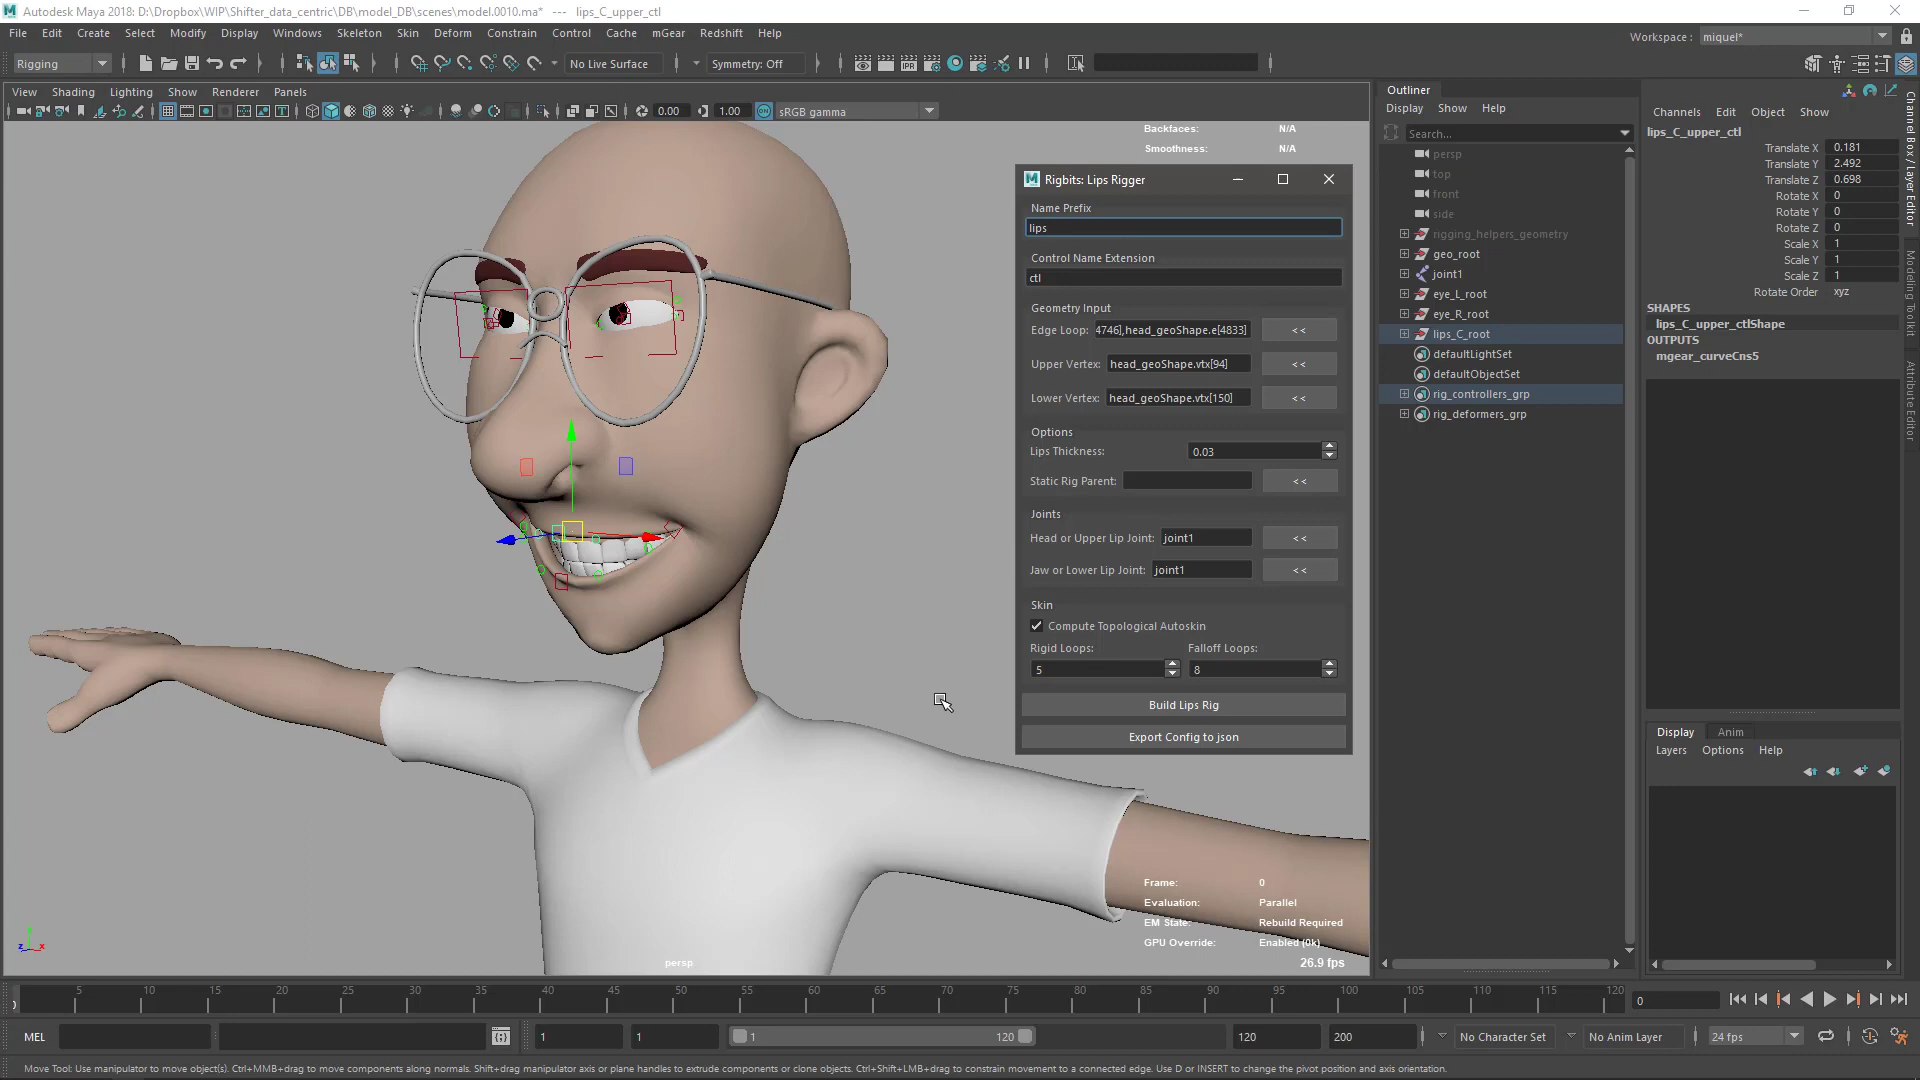 Autodesk Maya 2018: D:\Dropbox\WIP\Shifter_data_centric\DB\model_DB\scenes\model.0010.ma*   ---   lips_C_upper_ctl
File Edit Create Select Modify Display Windows Skeleton Skin Deform Constrain Control Cache mGear Redshift Help
Workspace : miquel*
Rigging
No Live Surface
Symmetry: Off
IPR
View Shading Lighting Show Renderer Panels
0.00 1.00 ON sRGB gamma
Backfaces: N/A
Smoothness: N/A
Rigbits: Lips Rigger
Name Prefix
lips
Control Name Extension
ctl
Geometry Input
Edge Loop: 4746],head_geoShape.e[4833] <<
Upper Vertex: head_geoShape.vtx[94] <<
Lower Vertex: head_geoShape.vtx[150] <<
Options
Lips Thickness: 0.03
Static Rig Parent: <<
Joints
Head or Upper Lip Joint: joint1 <<
Jaw or Lower Lip Joint: joint1 <<
Skin
Compute Topological Autoskin
Rigid Loops: Falloff Loops:
5 8
Build Lips Rig
Export Config to json
Frame: 0
Evaluation: Parallel
EM State: Rebuild Required
GPU Override: Enabled (0k)
26.9 fps
persp
z x
Outliner
Display Show Help
Search...
persp
top
front
side
rigging_helpers_geometry
geo_root
joint1
eye_L_root
eye_R_root
lips_C_root
defaultLightSet
defaultObjectSet
rig_controllers_grp
rig_deformers_grp
Channels Edit Object Show
lips_C_upper_ctl
Translate X 0.181
Translate Y 2.492
Translate Z 0.698
Rotate X 0
Rotate Y 0
Rotate Z 0
Scale X 1
Scale Y 1
Scale Z 1
Rotate Order xyz
SHAPES
lips_C_upper_ctlShape
OUTPUTS
mgear_curveCns5
Channel Box / Layer Editor
Modeling Toolkit
Attribute Editor
Display Anim
Layers Options Help
5 10 15 20 25 30 35 40 45 50 55 60 65 70 75 80 85 90 95 100 105 110 115 120
0
MEL
1 1 1 120 120 200 No Character Set No Anim Layer 24 fps
Move Tool: Use manipulator to move object(s). Ctrl+MMB+drag to move components along normals. Shift+drag manipulator axis or plane handles to extrude components or clone objects. Ctrl+Shift+LMB+drag to constrain movement to a connected edge. Use D or INSERT to change the pivot position and axis orientation.